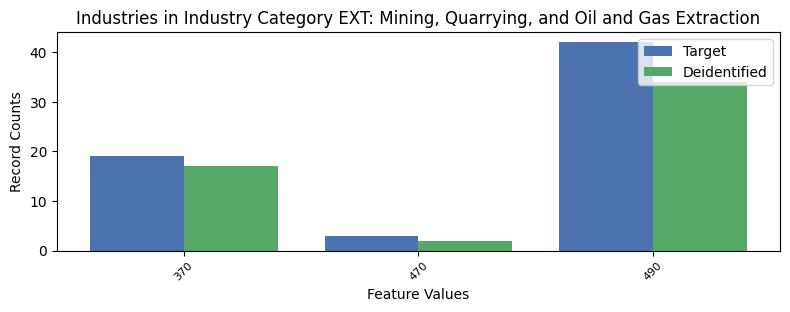 Industries in Industry Category EXT: Mining, Quarrying, and Oil and Gas Extraction
Target
Deidentified
Record Counts
40
30
20
10
0
370
470
490
Feature Values